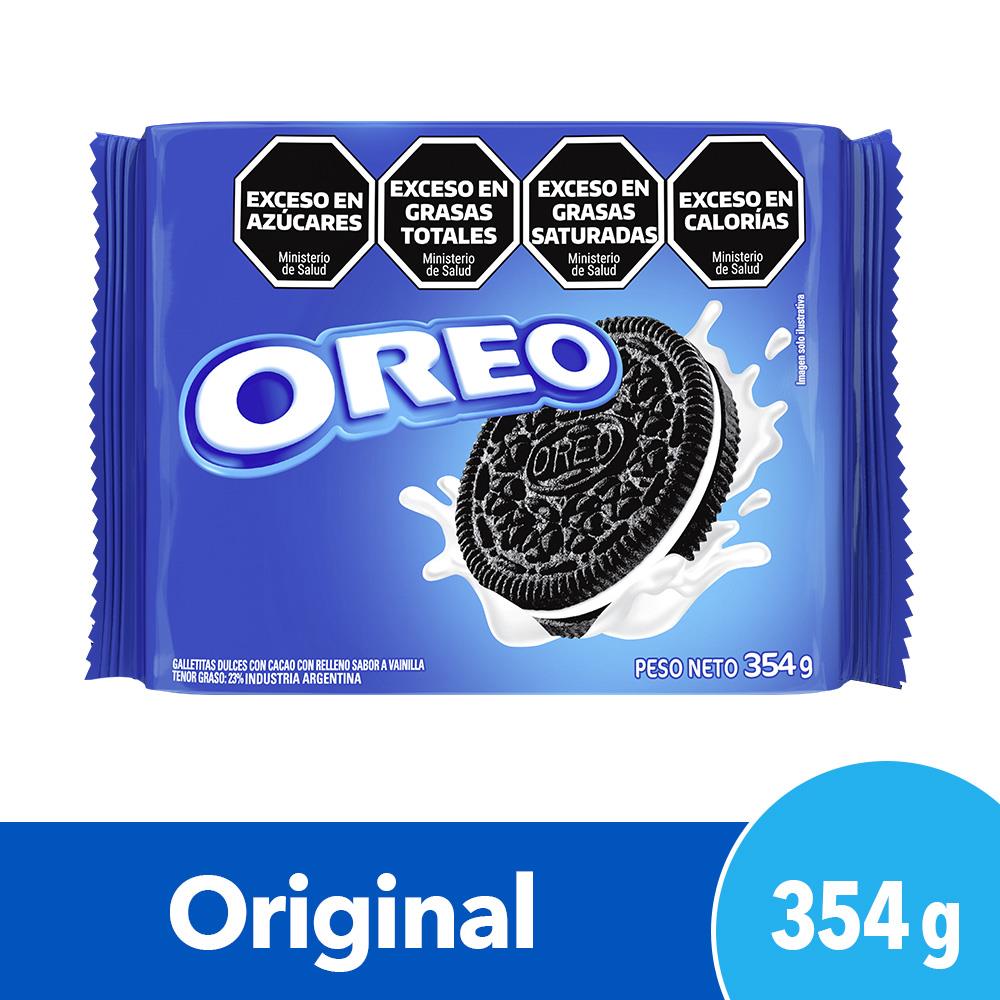 EXCESO EN
AZÚCARES
Ministerio
de Salud
EXCESO EN
GRASAS
TOTALES
Ministerio
de Salud
EXCESO EN
GRASAS
SATURADAS
Ministerio
de Salud
EXCESO EN
CALORÍAS
Ministerio
de Salud
Imagen solo ilustrativa
OREO
OREO
GALLETITAS DULCES CON CACAO CON RELLENO SABOR A VAINILLA
TENOR GRASO: 23% INDUSTRIA ARGENTINA
PESO NETO 354 g
Original
354 g